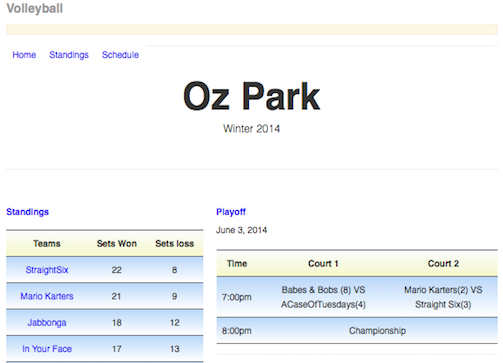 Volleyball
Home Standings Schedule
Oz Park
Winter 2014
Standings
Teams Sets Won Sets loss
StraightSix 22 8
Mario Karters 21 9
Jabbonga 18 12
In Your Face 17 13
Playoff
June 3, 2014
Time Court 1 Court 2
7:00pm Babes & Bobs (8) VS Mario Karters(2) VS
ACaseOfTuesdays(4) Straight Six(3)
8:00pm Championship